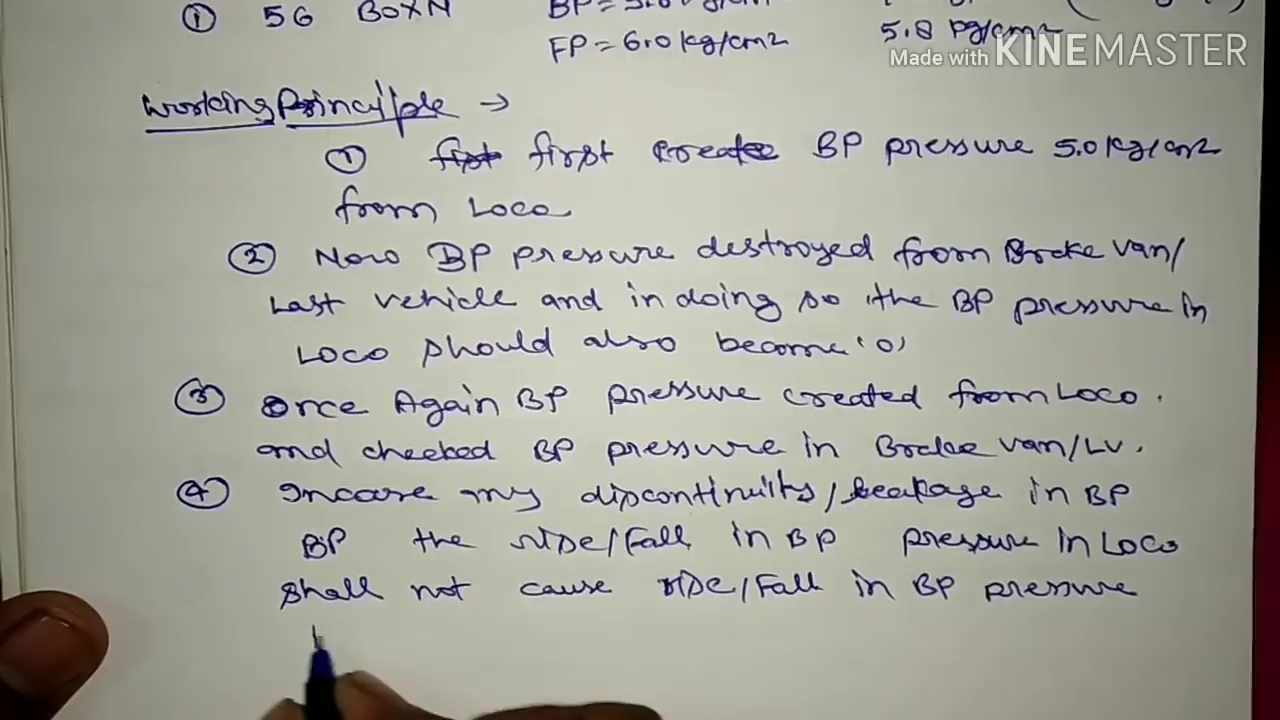 ① 56 BOXN BP=5.0 kg/cm
FP = 6.0 kg/cm2 5.8 kg/cm2
Made with KINEMASTER
Working Principle →
① first create BP pressure 5.0 kg/cm2
from Loco
② Now BP pressure destroyed from Brake van/
Last vehicle and in doing so the BP pressure in
Loco should also become '0'
③ Once Again BP pressure created from Loco.
and checked BP pressure in Brake van/LV.
④ Incase any discontinuity/Leakage in BP
BP the rise/Fall in BP pressure in Loco
shall not cause rise/Fall in BP pressure